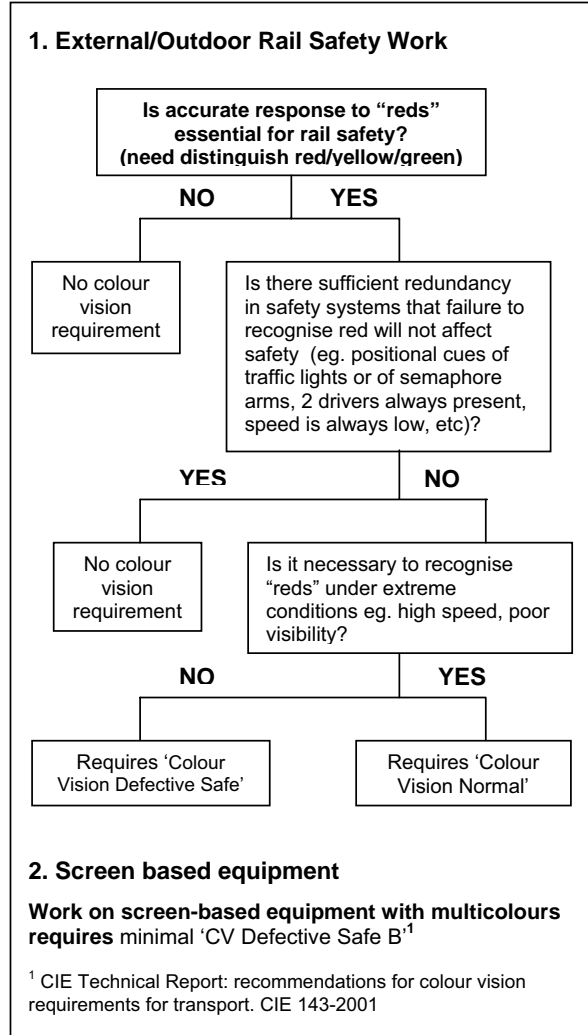 1. External/Outdoor Rail Safety Work
Is accurate response to “reds”
essential for rail safety?
(need distinguish red/yellow/green)
NO
YES
No colour
vision
requirement
Is there sufficient redundancy
in safety systems that failure to
recognise red will not affect
safety  (eg. positional cues of
traffic lights or of semaphore
arms, 2 drivers always present,
speed is always low, etc)?
YES
NO
No colour
vision
requirement
Is it necessary to recognise
“reds” under extreme
conditions eg. high speed, poor
visibility?
NO
YES
Requires ‘Colour
Vision Defective Safe’
Requires ‘Colour
Vision Normal’
2. Screen based equipment
Work on screen-based equipment with multicolours
requires minimal ‘CV Defective Safe B’¹
¹ CIE Technical Report: recommendations for colour vision
requirements for transport. CIE 143-2001